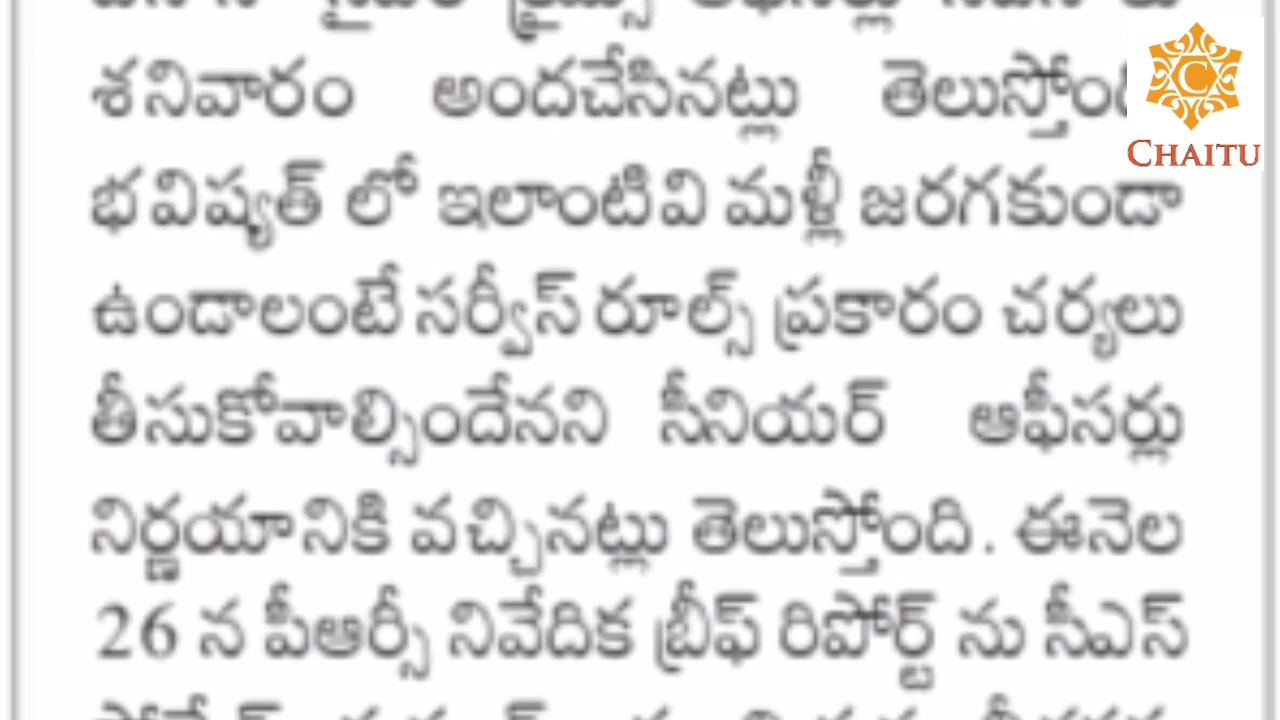 శనివారం అందచేసినట్లు తెలుస్తోంది
భవిష్యత్ లో ఇలాంటివి మళ్లీ జరగకుండా
ఉండాలంటే సర్వీస్ రూల్స్ ప్రకారం చర్యలు
తీసుకోవాల్సిందేనని సీనియర్ ఆఫీసర్లు
నిర్ణయానికి వచ్చినట్లు తెలుస్తోంది. ఈనెల
26 న పీఆర్సీ నివేదిక బ్రీఫ్ రిపోర్ట్ ను సీఎస్
C
CHAITU